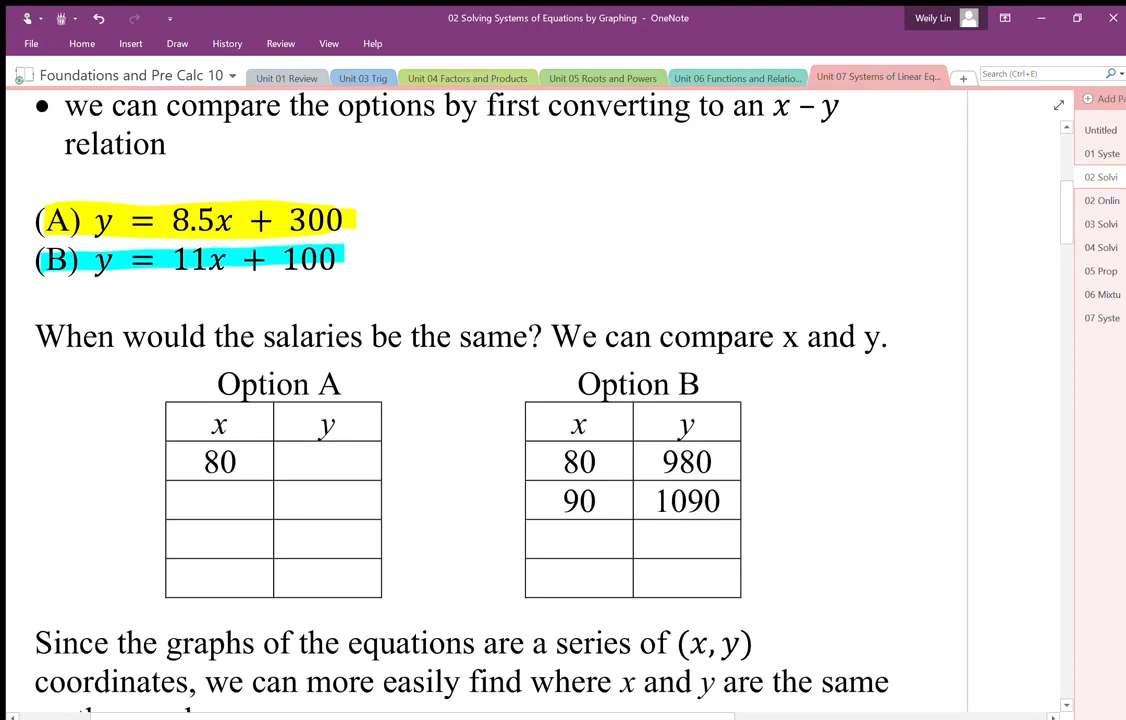 02 Solving Systems of Equations by Graphing - OneNote
Weily Lin
File Home Insert Draw History Review View Help
Foundations and Pre Calc 10
Unit 01 Review
Unit 03 Trig
Unit 04 Factors and Products
Unit 05 Roots and Powers
Unit 06 Functions and Relatio...
Unit 07 Systems of Linear Eq...
Search (Ctrl+E)
• we can compare the options by first converting to an x – y
relation
(A) y = 8.5x + 300
(B) y = 11x + 100
When would the salaries be the same? We can compare x and y.
Option A
x y
80
Option B
x y
80 980
90 1090
Since the graphs of the equations are a series of (x, y)
coordinates, we can more easily find where x and y are the same
Add Pa
Untitled
01 Syste
02 Solvi
02 Onlin
03 Solvi
04 Solvi
05 Prop
06 Mixtu
07 Syste